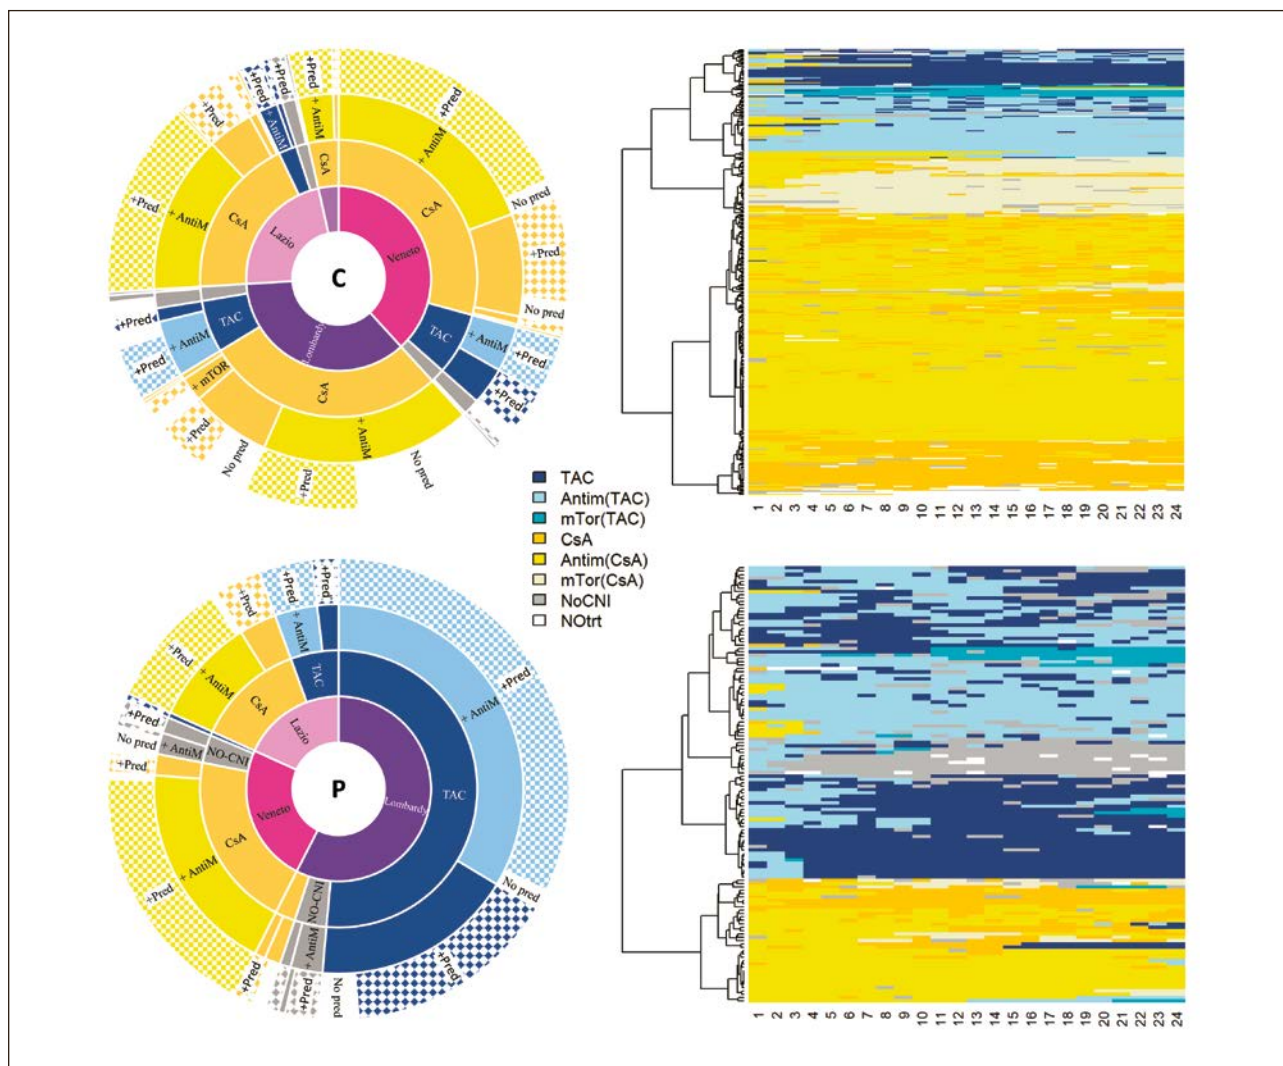 +Pred
+Pred
+Pred
+Pred
+Pred
+ AntiM
+ AntiM
+ AntiM
CsA
CsA
No pred
+Pred
+ AntiM
CsA
Lazio
C
Veneto
+Pred
No pred
TAC
+ AntiM
+Pred
+Pred
+Pred
+Pred
+ AntiM
TAC
Lombardy
+ mTOR
CsA
+Pred
No pred
+Pred
+ AntiM
No pred
1 2 3 4 5 6 7 8 9 10 11 12 13 14 15 16 17 18 19 20 21 22 23 24
TAC
Antim(TAC)
mTor(TAC)
CsA
Antim(CsA)
mTor(CsA)
NoCNI
NOtrt
+Pred
+Pred
+Pred
+ AntiM
+Pred
+ AntiM
TAC
CsA
+Pred
+ AntiM
Lazio
+Pred
No pred
+ AntiM
NO-CNI
+Pred
P
Lombardy
TAC
Veneto
CsA
+ AntiM
+Pred
No pred
NO-CNI
+ AntiM
+Pred
+Pred
+Pred
No pred
1 2 3 4 5 6 7 8 9 10 11 12 13 14 15 16 17 18 19 20 21 22 23 24